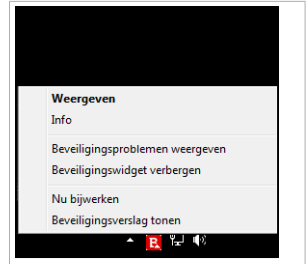 Weergeven
Info
Beveiligingsproblemen weergeven
Beveiligingswidget verbergen
Nu bijwerken
Beveiligingsverslag tonen
B